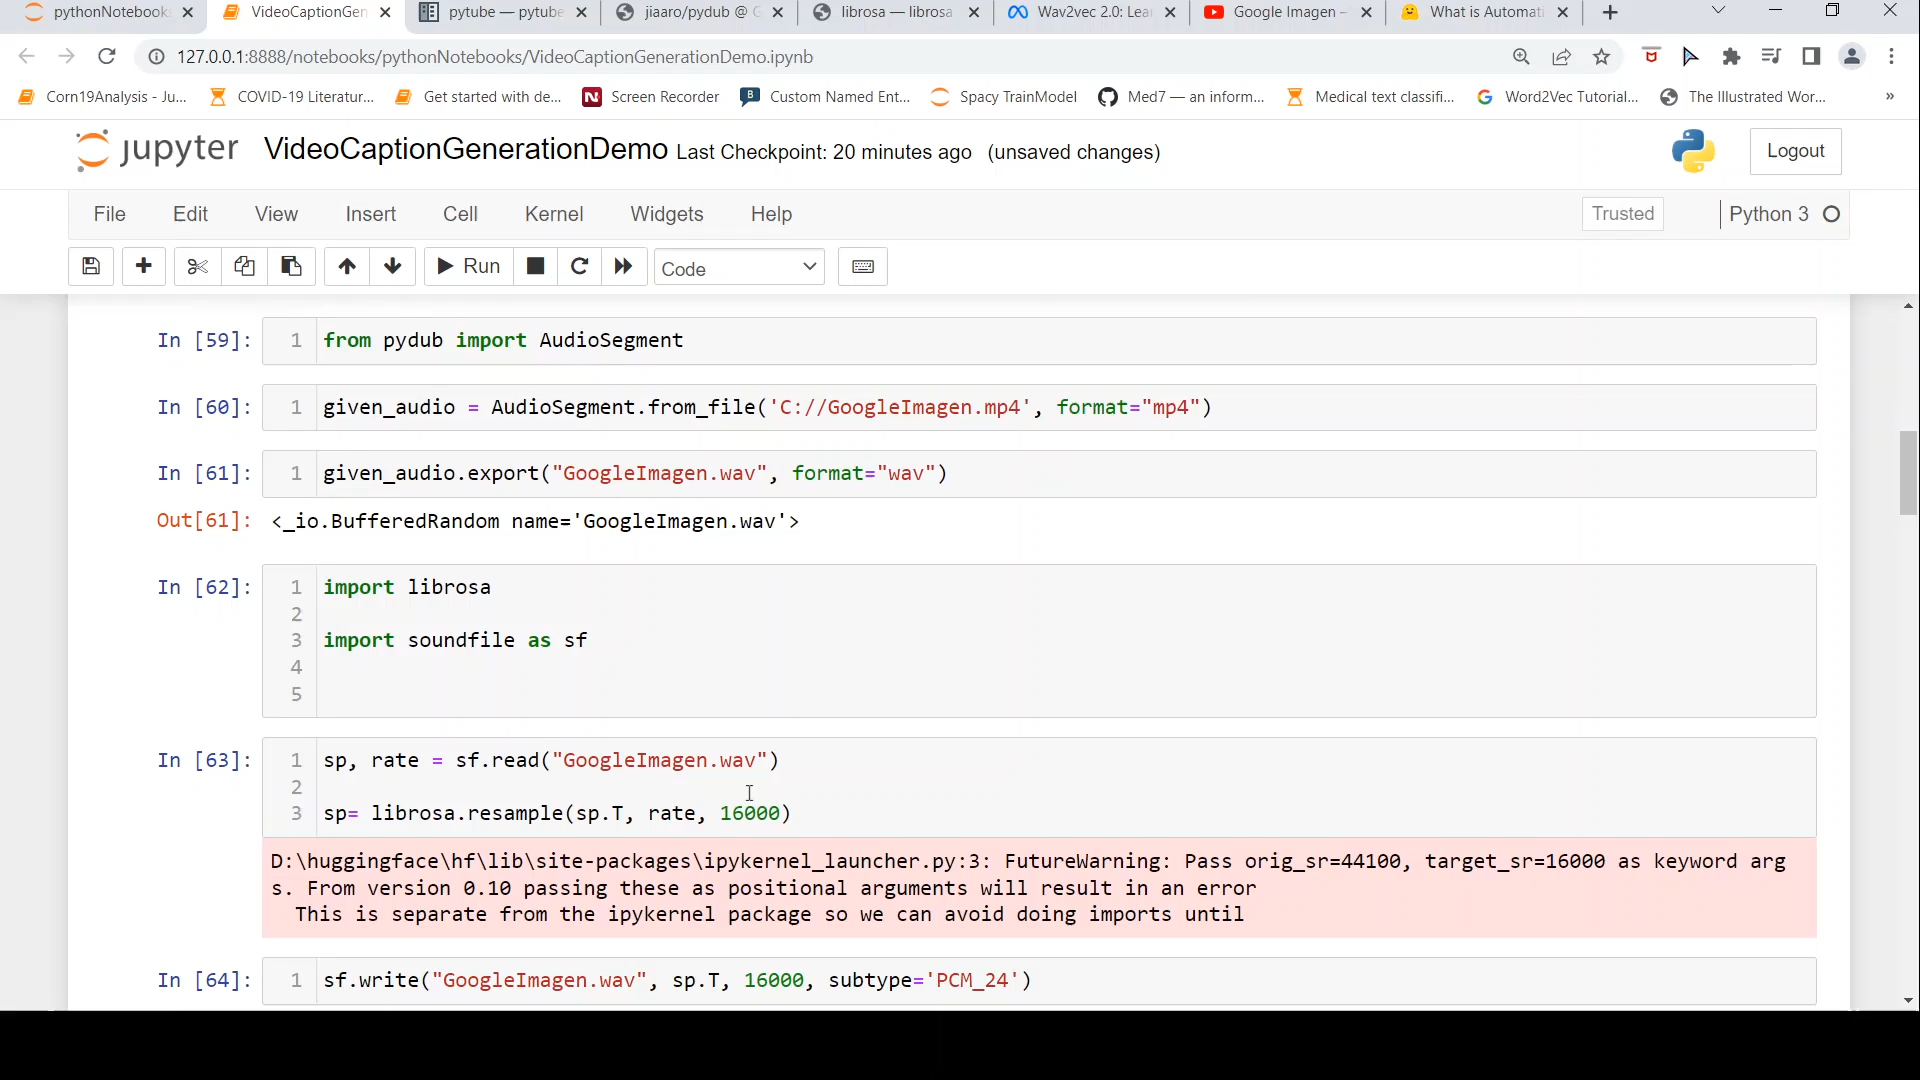 pythonNotebook
VideoCaptionGen
pytube — pytube
jiaaro/pydub @ G
librosa — librosa
Wav2vec 2.0: Lea
Google Imagen -
What is Automati
127.0.0.1:8888/notebooks/pythonNotebooks/VideoCaptionGenerationDemo.ipynb
Corn19Analysis - Ju...
COVID-19 Literatur...
Get started with de...
N
Screen Recorder
Custom Named Ent...
Spacy TrainModel
Med7 — an inform...
Medical text classifi...
Word2Vec Tutorial...
The Illustrated Wor...
»
jupyter
VideoCaptionGenerationDemo Last Checkpoint: 20 minutes ago (unsaved changes)
Logout
File
Edit
View
Insert
Cell
Kernel
Widgets
Help
Trusted
Python 3
Run
Code
In [59]:
1 from pydub import AudioSegment
In [60]:
1 given_audio = AudioSegment.from_file('C://GoogleImagen.mp4', format="mp4")
In [61]:
1 given_audio.export("GoogleImagen.wav", format="wav")
Out[61]: <_io.BufferedRandom name='GoogleImagen.wav'>
In [62]:
1 import librosa
2
3 import soundfile as sf
4
5
In [63]:
1 sp, rate = sf.read("GoogleImagen.wav")
2
3 sp= librosa.resample(sp.T, rate, 16000)
D:\huggingface\hf\lib\site-packages\ipykernel_launcher.py:3: FutureWarning: Pass orig_sr=44100, target_sr=16000 as keyword arg
s. From version 0.10 passing these as positional arguments will result in an error
This is separate from the ipykernel package so we can avoid doing imports until
In [64]:
1 sf.write("GoogleImagen.wav", sp.T, 16000, subtype='PCM_24')